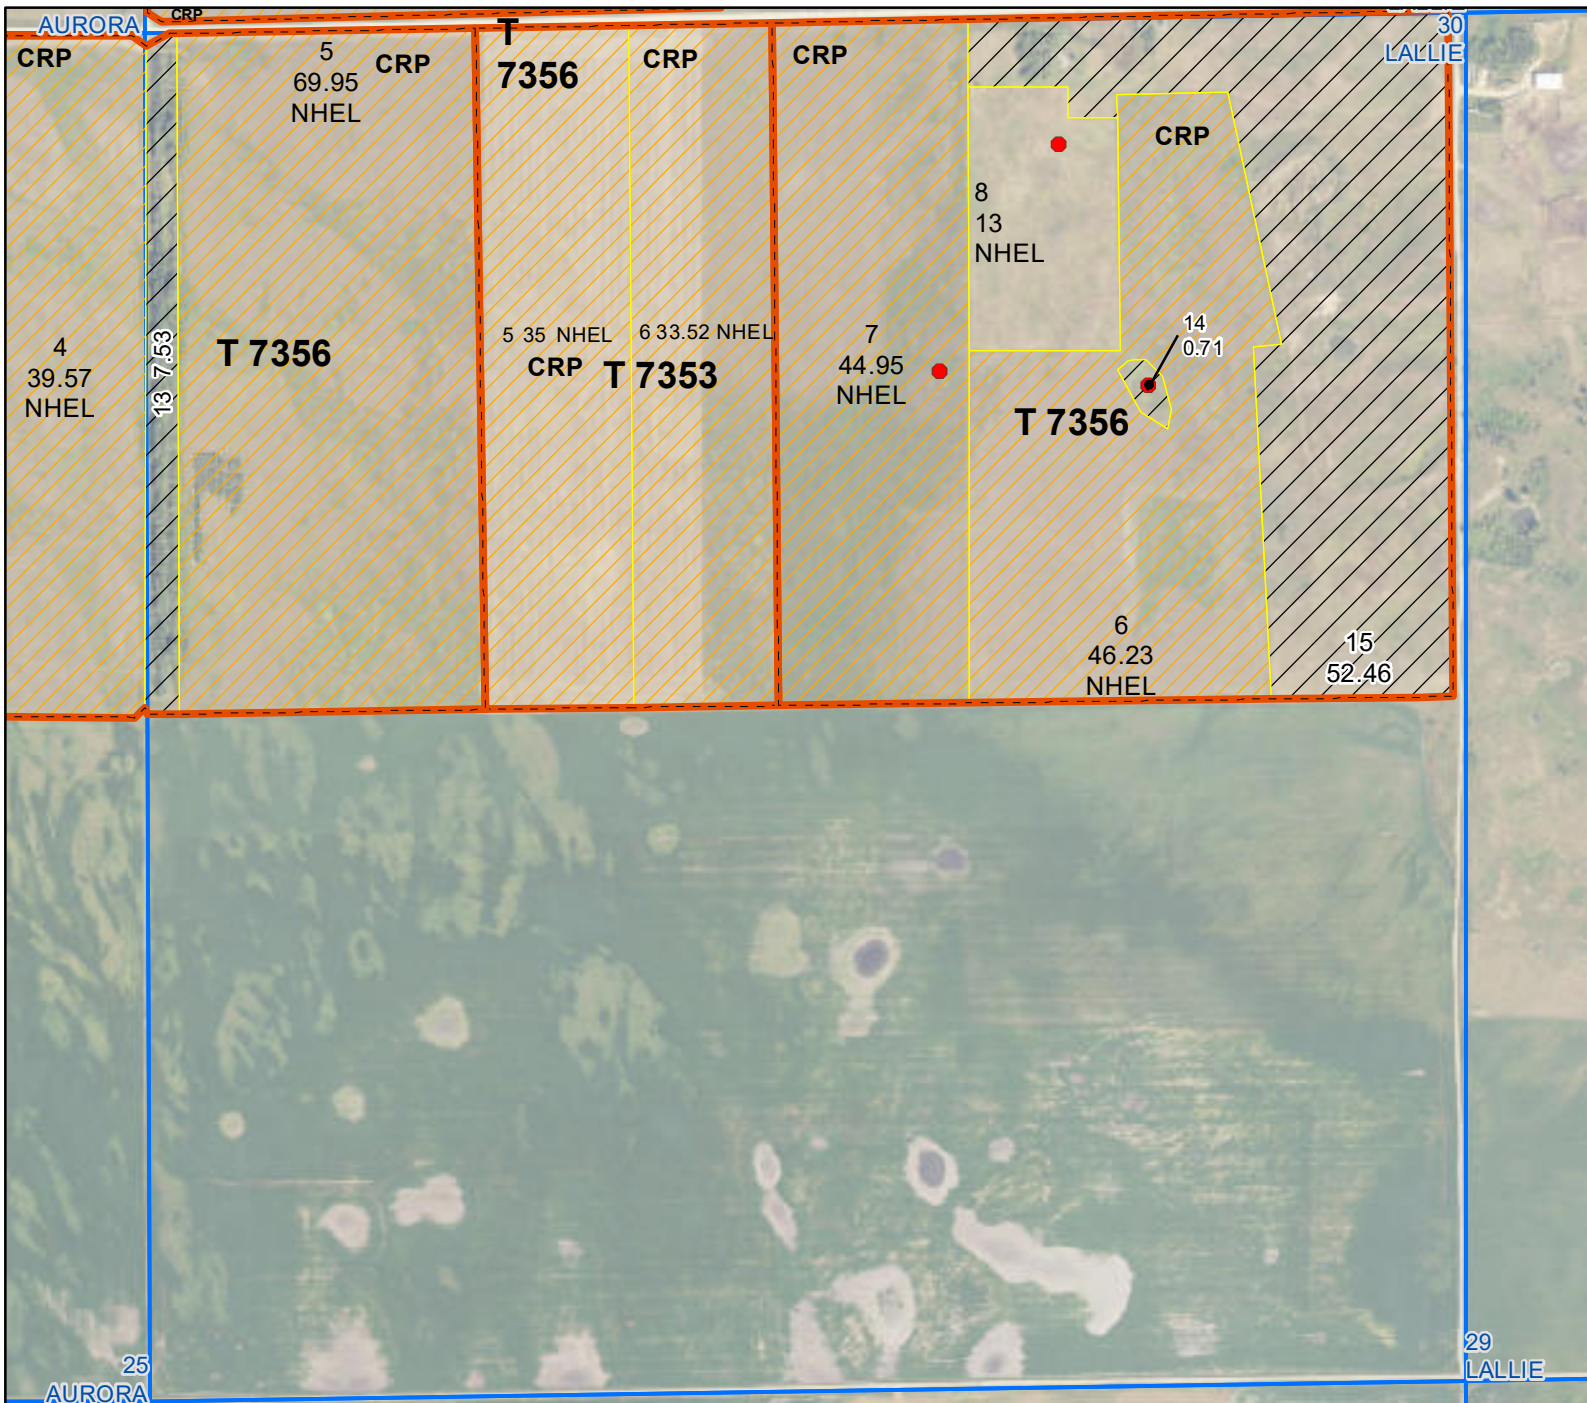 CRP
AURORA
CRP
5
69.95
NHEL
CRP
T
7356
CRP
CRP
30
LALLIE
CRP
8
13
NHEL
4
39.57
NHEL
13 7.53
T 7356
5 35 NHEL
CRP
6 33.52 NHEL
T 7353
7
44.95
NHEL
14
0.71
T 7356
6
46.23
NHEL
15
52.46
25
AURORA
29
LALLIE